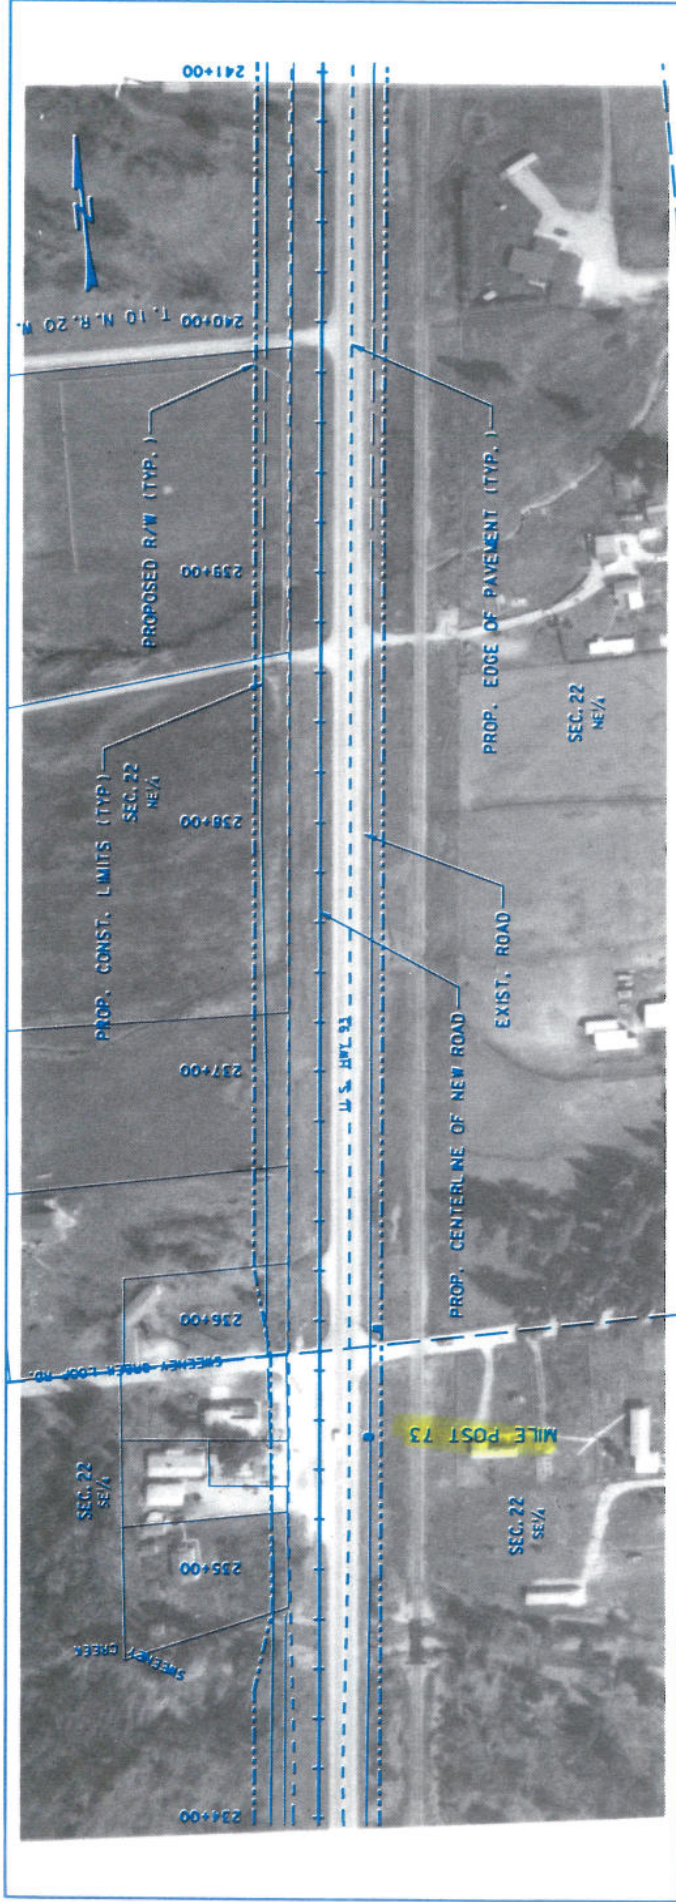 241+00
T. 10 N. R. 20 W.
240+00
PROPOSED R/W (TYP.)
PROP. EDGE OF PAVEMENT (TYP.)
239+00
SEC. 22
NE¼
PROP. CONST. LIMITS (TYP)
SEC. 22
NE¼
238+00
EXIST. ROAD
PROP. CENTERLINE OF NEW ROAD
237+00
U.S. HWY. 93
236+00
SWEENEY CREEK LOOP RD.
MILE POST 73
SEC. 22
SE¼
SEC. 22
SE¼
235+00
SWEENEY CREEK
234+00